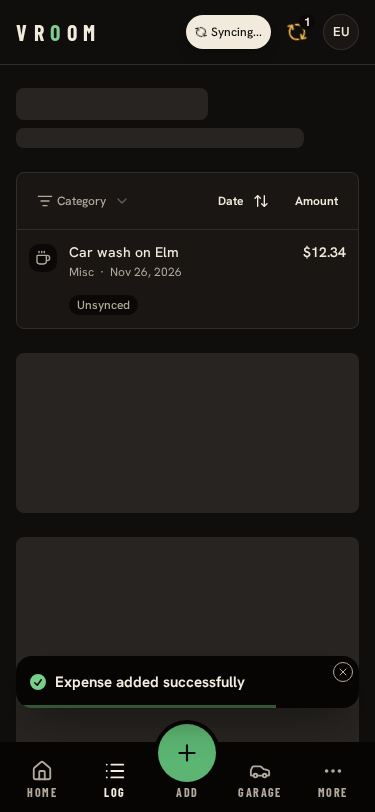 VROOM
Syncing...
1
EU
Category
Date
Amount
Car wash on Elm
$12.34
Misc · Nov 26, 2026
Unsynced
Expense added successfully
HOME
LOG
ADD
GARAGE
MORE